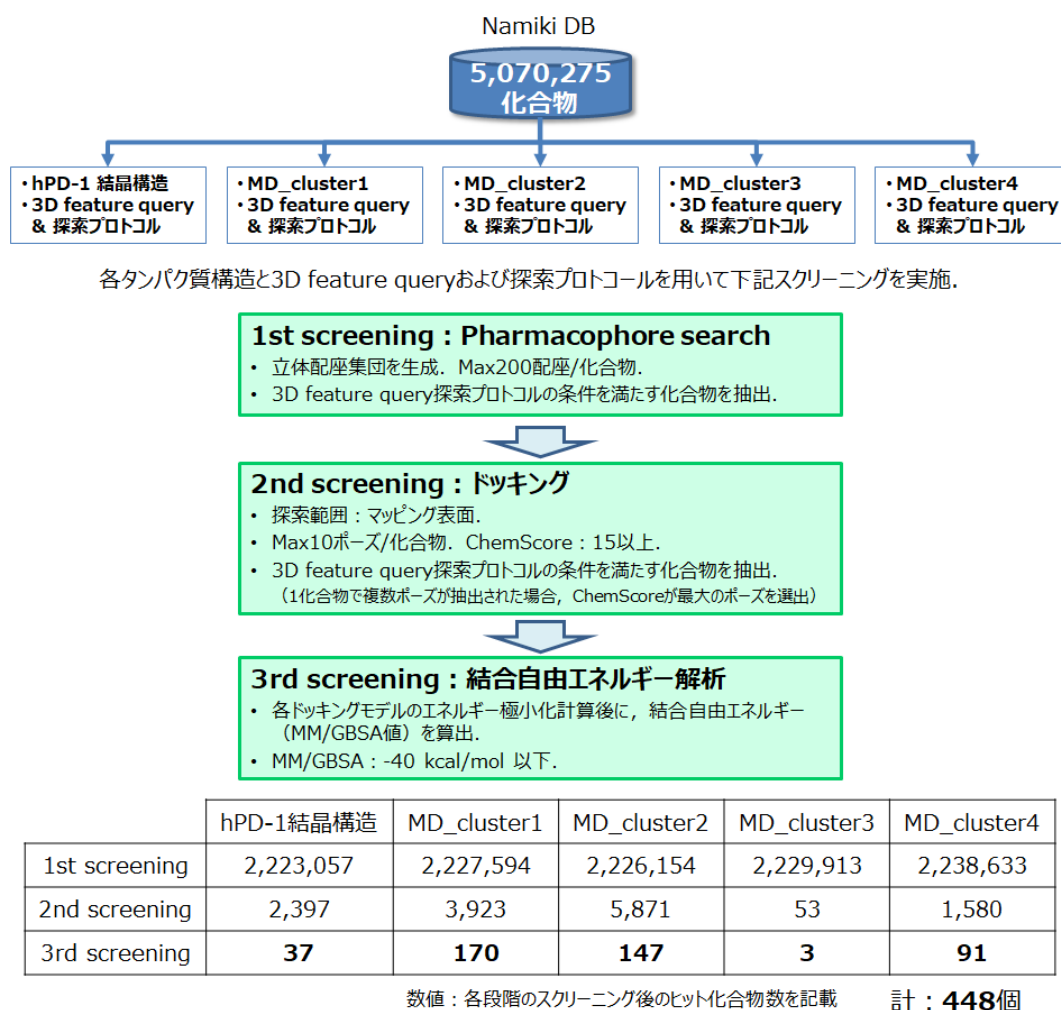 Namiki DB
5,070,275
化合物
・hPD-1 結晶構造
・3D feature query
& 探索プロトコル
・MD_cluster1
・3D feature query
& 探索プロトコル
・MD_cluster2
・3D feature query
& 探索プロトコル
・MD_cluster3
・3D feature query
& 探索プロトコル
・MD_cluster4
・3D feature query
& 探索プロトコル
各タンパク質構造と3D feature queryおよび探索プロトコールを用いて下記スクリーニングを実施.
1st screening:Pharmacophore search
• 立体配座集団を生成. Max200配座/化合物.
• 3D feature query探索プロトコルの条件を満たす化合物を抽出.
2nd screening:ドッキング
• 探索範囲:マッピング表面.
• Max10ポーズ/化合物. ChemScore:15以上.
• 3D feature query探索プロトコルの条件を満たす化合物を抽出.
(1化合物で複数ポーズが抽出された場合, ChemScoreが最大のポーズを選出)
3rd screening:結合自由エネルギー解析
• 各ドッキングモデルのエネルギー極小化計算後に, 結合自由エネルギー
(MM/GBSA値)を算出.
• MM/GBSA:-40 kcal/mol 以下.
hPD-1結晶構造 MD_cluster1 MD_cluster2 MD_cluster3 MD_cluster4
1st screening 2,223,057 2,227,594 2,226,154 2,229,913 2,238,633
2nd screening 2,397 3,923 5,871 53 1,580
3rd screening 37 170 147 3 91
数値:各段階のスクリーニング後のヒット化合物数を記載 計:448個